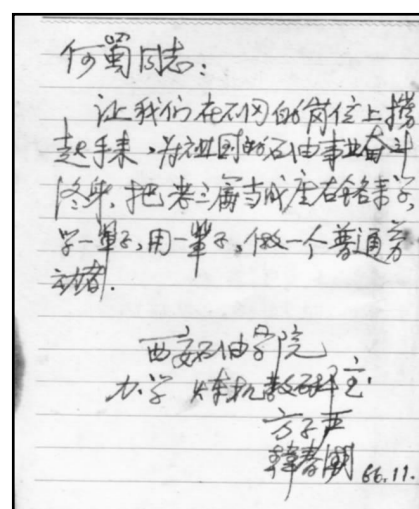 何蜀同志:
让我们在不同的岗位上携
起手来,为祖国的石油事业奋斗
终身,把老三篇当成座右铭来学,
学一辈子,用一辈子,做一个普通劳
动者.
西安石油学院
力学 炼机教研室
方子严
韩春潮 66.11.